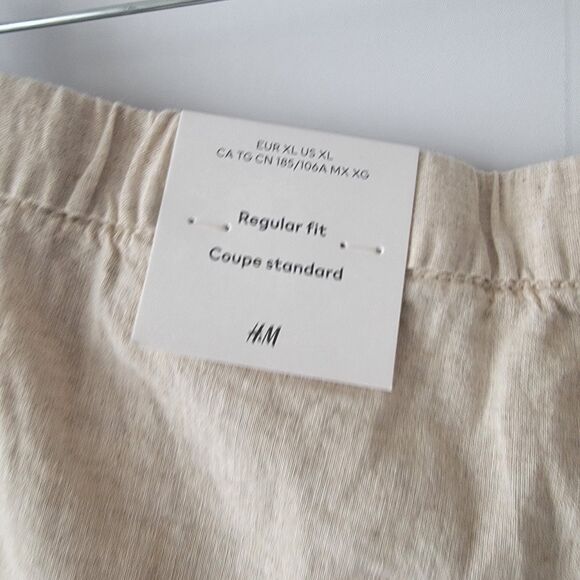 EUR XL US XL
CA TG CN 185/106A MX XG
Regular fit
Coupe standard
H&M